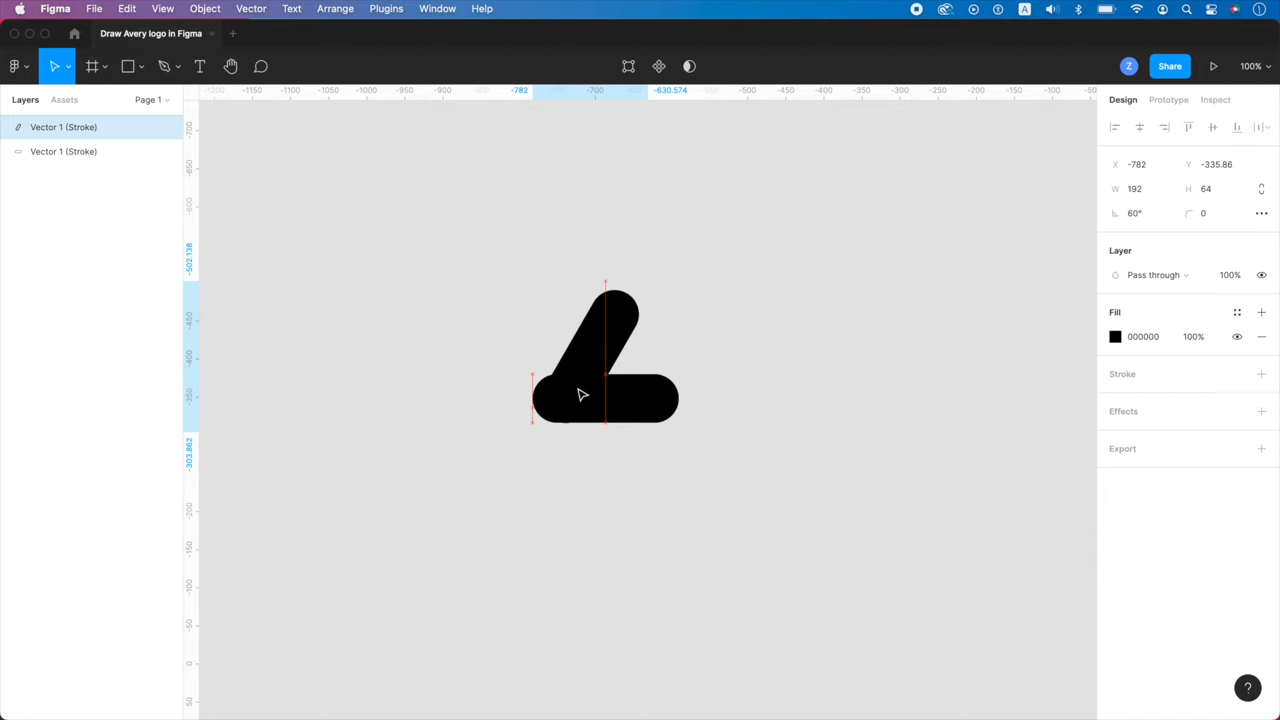 Figma File Edit View Object Vector Text Arrange Plugins Window Help A
Draw Avery logo in Figma
Z Share 100%
Layers Assets Page 1
-1200 -1150 -1100 -1050 -1000 -950 -900 -782 -700 -630.574 -500 -450 -400 -350 -300 -250 -200 -150 -100 -50
Vector 1 (Stroke)
Vector 1 (Stroke)
-700
-650
-600
-502.138
-450
-400
-350
-303.862
-200
-150
-100
-50
0
50
Design Prototype Inspect
X -782 Y -335.86
W 192 H 64
60° 0
Layer
Pass through 100%
Fill
000000 100%
Stroke
Effects
Export
?